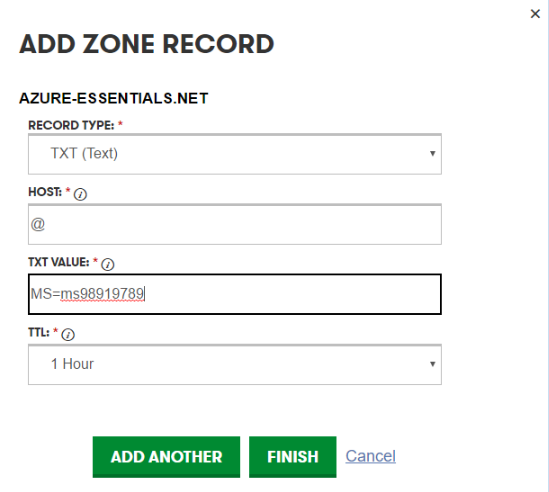 ×
ADD ZONE RECORD
AZURE-ESSENTIALS.NET
RECORD TYPE: *
TXT (Text)
HOST: * i
@
TXT VALUE: * i
MS=ms98919789
TTL: * i
1 Hour
ADD ANOTHER FINISH Cancel